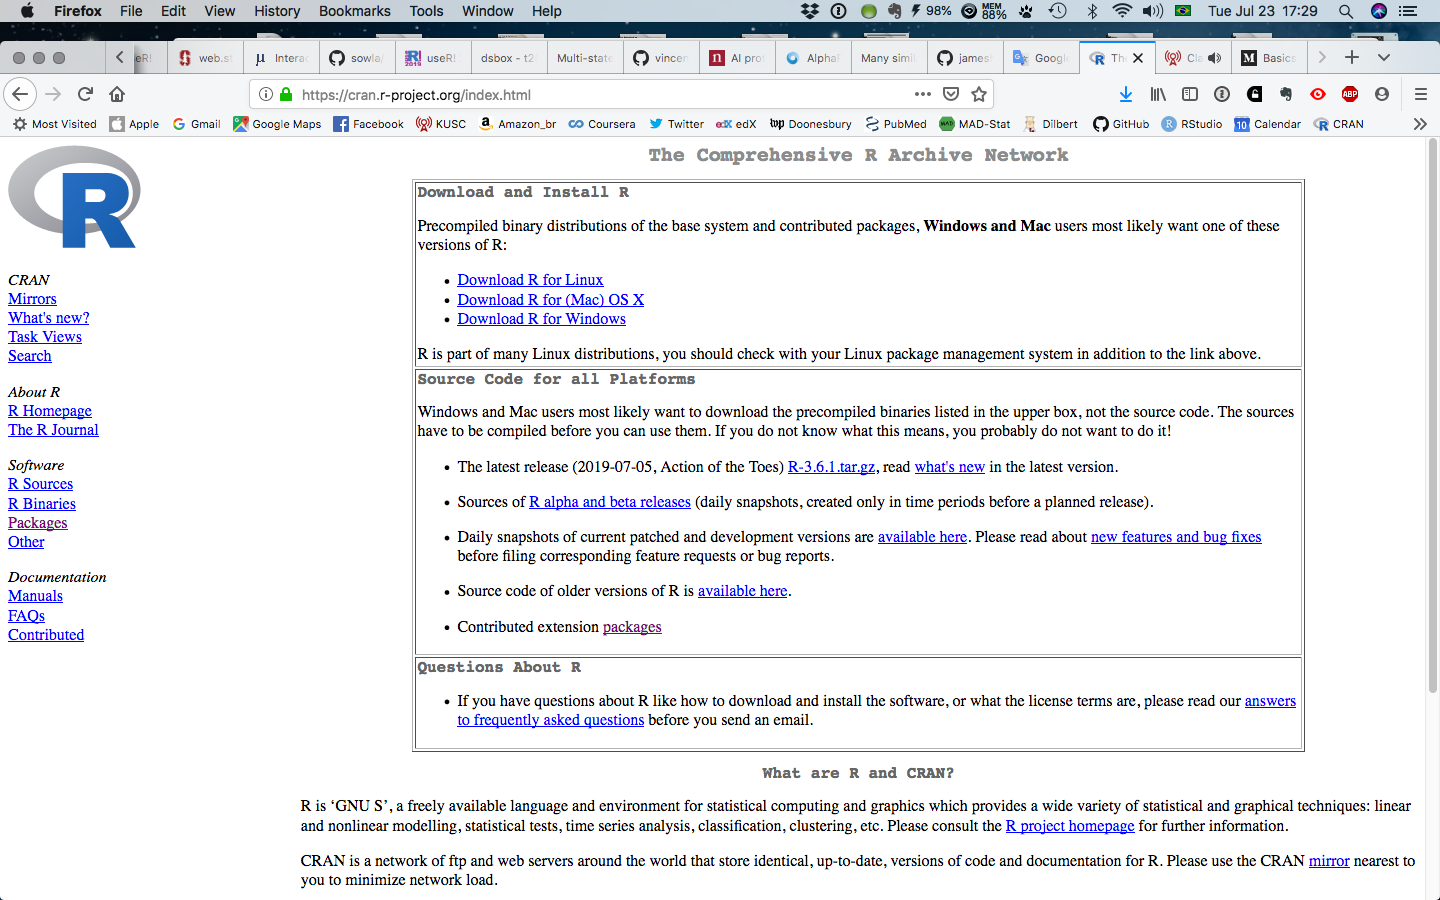 Firefox File Edit View History Bookmarks Tools Window Help 98% MEM 88% Tue Jul 23 17:29
eR! web.st Intera sowla/ useR! dsbox - t2 Multi-state vincen AI prof Alphaf Many simil jamesl Google The Cla Basics
https://cran.r-project.org/index.html
Most Visited Apple Gmail Google Maps Facebook KUSC Amazon_br Coursera Twitter edX edX Doonesbury PubMed MAD-Stat Dilbert GitHub RStudio Calendar CRAN
The Comprehensive R Archive Network
R
CRAN
Mirrors
What's new?
Task Views
Search
About R
R Homepage
The R Journal
Software
R Sources
R Binaries
Packages
Other
Documentation
Manuals
FAQs
Contributed
Download and Install R
Precompiled binary distributions of the base system and contributed packages, Windows and Mac users most likely want one of these
versions of R:
Download R for Linux
Download R for (Mac) OS X
Download R for Windows
R is part of many Linux distributions, you should check with your Linux package management system in addition to the link above.
Source Code for all Platforms
Windows and Mac users most likely want to download the precompiled binaries listed in the upper box, not the source code. The sources
have to be compiled before you can use them. If you do not know what this means, you probably do not want to do it!
The latest release (2019-07-05, Action of the Toes) R-3.6.1.tar.gz, read what's new in the latest version.
Sources of R alpha and beta releases (daily snapshots, created only in time periods before a planned release).
Daily snapshots of current patched and development versions are available here. Please read about new features and bug fixes
before filing corresponding feature requests or bug reports.
Source code of older versions of R is available here.
Contributed extension packages
Questions About R
If you have questions about R like how to download and install the software, or what the license terms are, please read our answers
to frequently asked questions before you send an email.
What are R and CRAN?
R is ‘GNU S’, a freely available language and environment for statistical computing and graphics which provides a wide variety of statistical and graphical techniques: linear
and nonlinear modelling, statistical tests, time series analysis, classification, clustering, etc. Please consult the R project homepage for further information.
CRAN is a network of ftp and web servers around the world that store identical, up-to-date, versions of code and documentation for R. Please use the CRAN mirror nearest to
you to minimize network load.